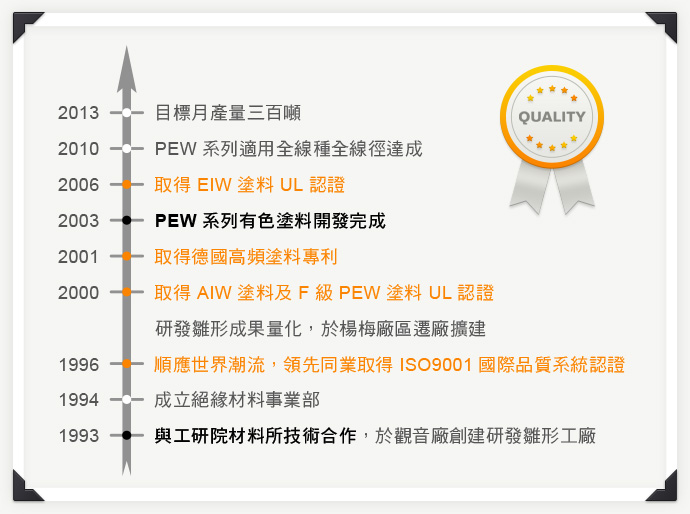 2013 目標月產量三百噸
QUALITY
2010 PEW 系列適用全線種全線徑達成
2006 取得 EIW 塗料 UL 認證
2003 PEW 系列有色塗料開發完成
2001 取得德國高頻塗料專利
2000 取得 AIW 塗料及 F 級 PEW 塗料 UL 認證
研發雛形成果量化，於楊梅廠區遷廠擴建
1996 順應世界潮流，領先同業取得 ISO9001 國際品質系統認證
1994 成立絕緣材料事業部
1993 與工研院材料所技術合作，於觀音廠創建研發雛形工廠